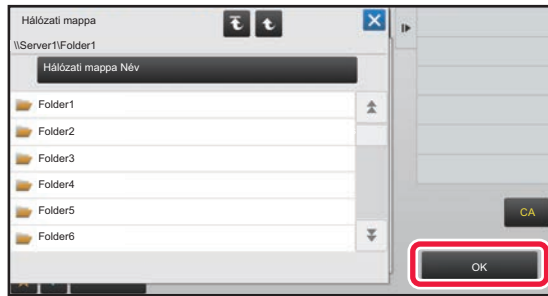 Hálózati mappa
\\Server1\Folder1
Hálózati mappa Név
Folder1
Folder2
Folder3
Folder4
Folder5
Folder6
CA
OK